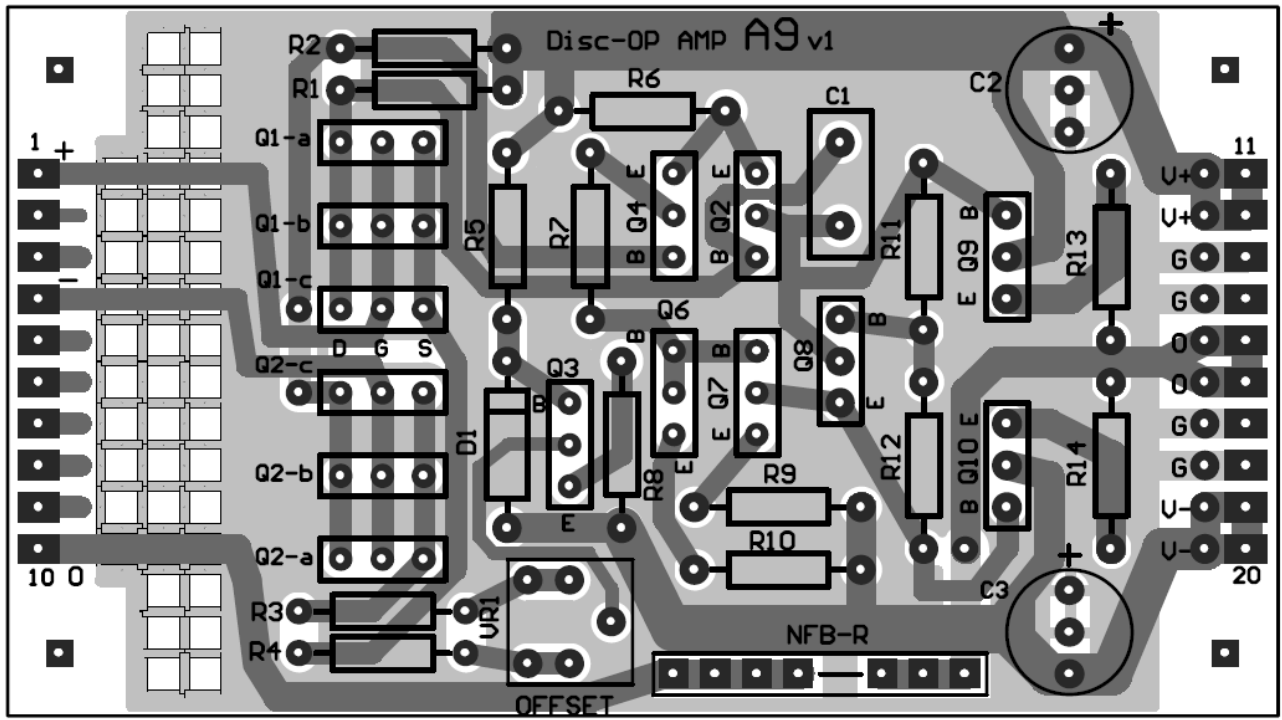 Disc-OP AMP A9 v1
R2
R1
R6
C1
C2
+
Q1-a
1 +
11
E
E
V+
Q4
Q2
V+
Q1-b
R5
R7
R11
B
Q9
R13
B
B
G
-
Q1-c
E
G
Q6
B
Q8
O
D G S
B
B
Q2-c
Q3
Q7
E
O
B
E
E
G
D1
R12
Q10
R14
Q2-b
R8
E
R9
G
B
V-
E
R10
+
V-
Q2-a
10 O
C3
20
R3
VR1
NFB-R
R4
OFFSET